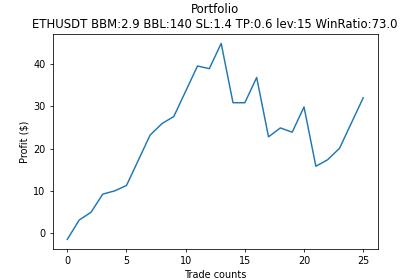 Portfolio
ETHUSDT BBM:2.9 BBL:140 SL:1.4 TP:0.6 lev:15 WinRatio:73.0
40
30
20
10
0
Profit ($)
0 5 10 15 20 25
Trade counts